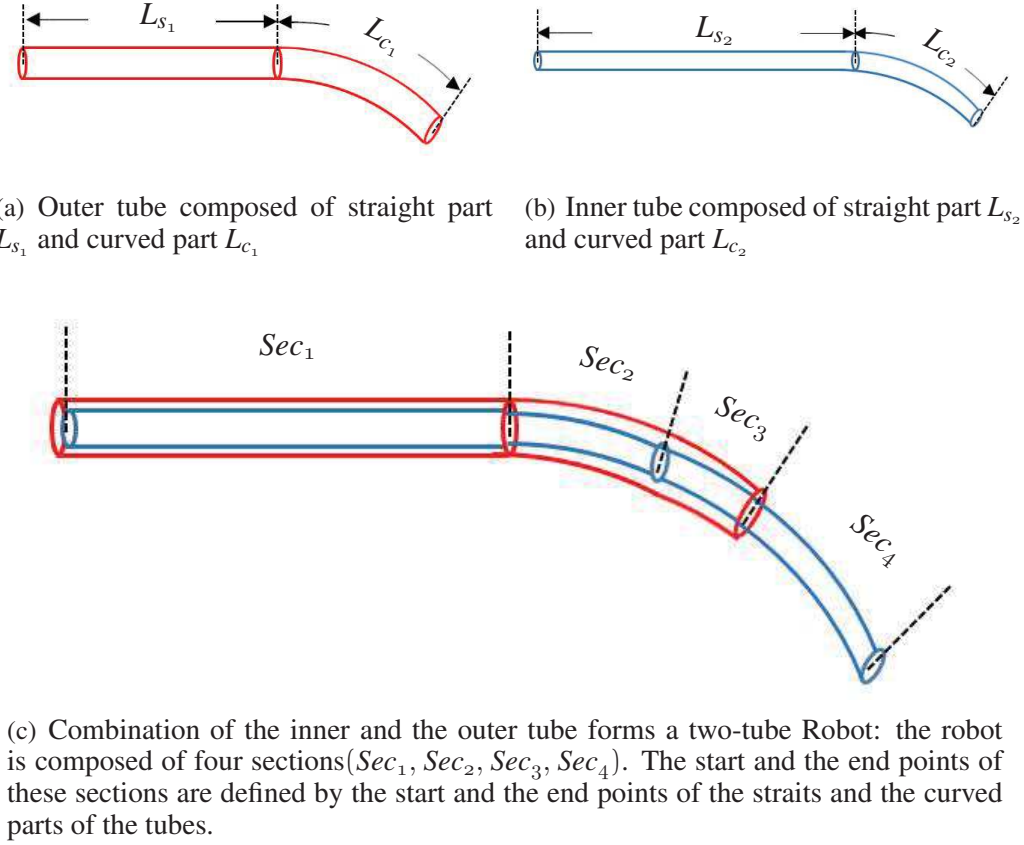 L_{s_1}
L_{c_1}
L_{s_2}
L_{c_2}
(a) Outer tube composed of straight part
L_{s_1} and curved part L_{c_1}
(b) Inner tube composed of straight part L_{s_2}
and curved part L_{c_2}
Sec_1
Sec_2
Sec_3
Sec_4
(c) Combination of the inner and the outer tube forms a two-tube Robot: the robot
is composed of four sections(Sec_1, Sec_2, Sec_3, Sec_4). The start and the end points of
these sections are defined by the start and the end points of the straits and the curved
parts of the tubes.